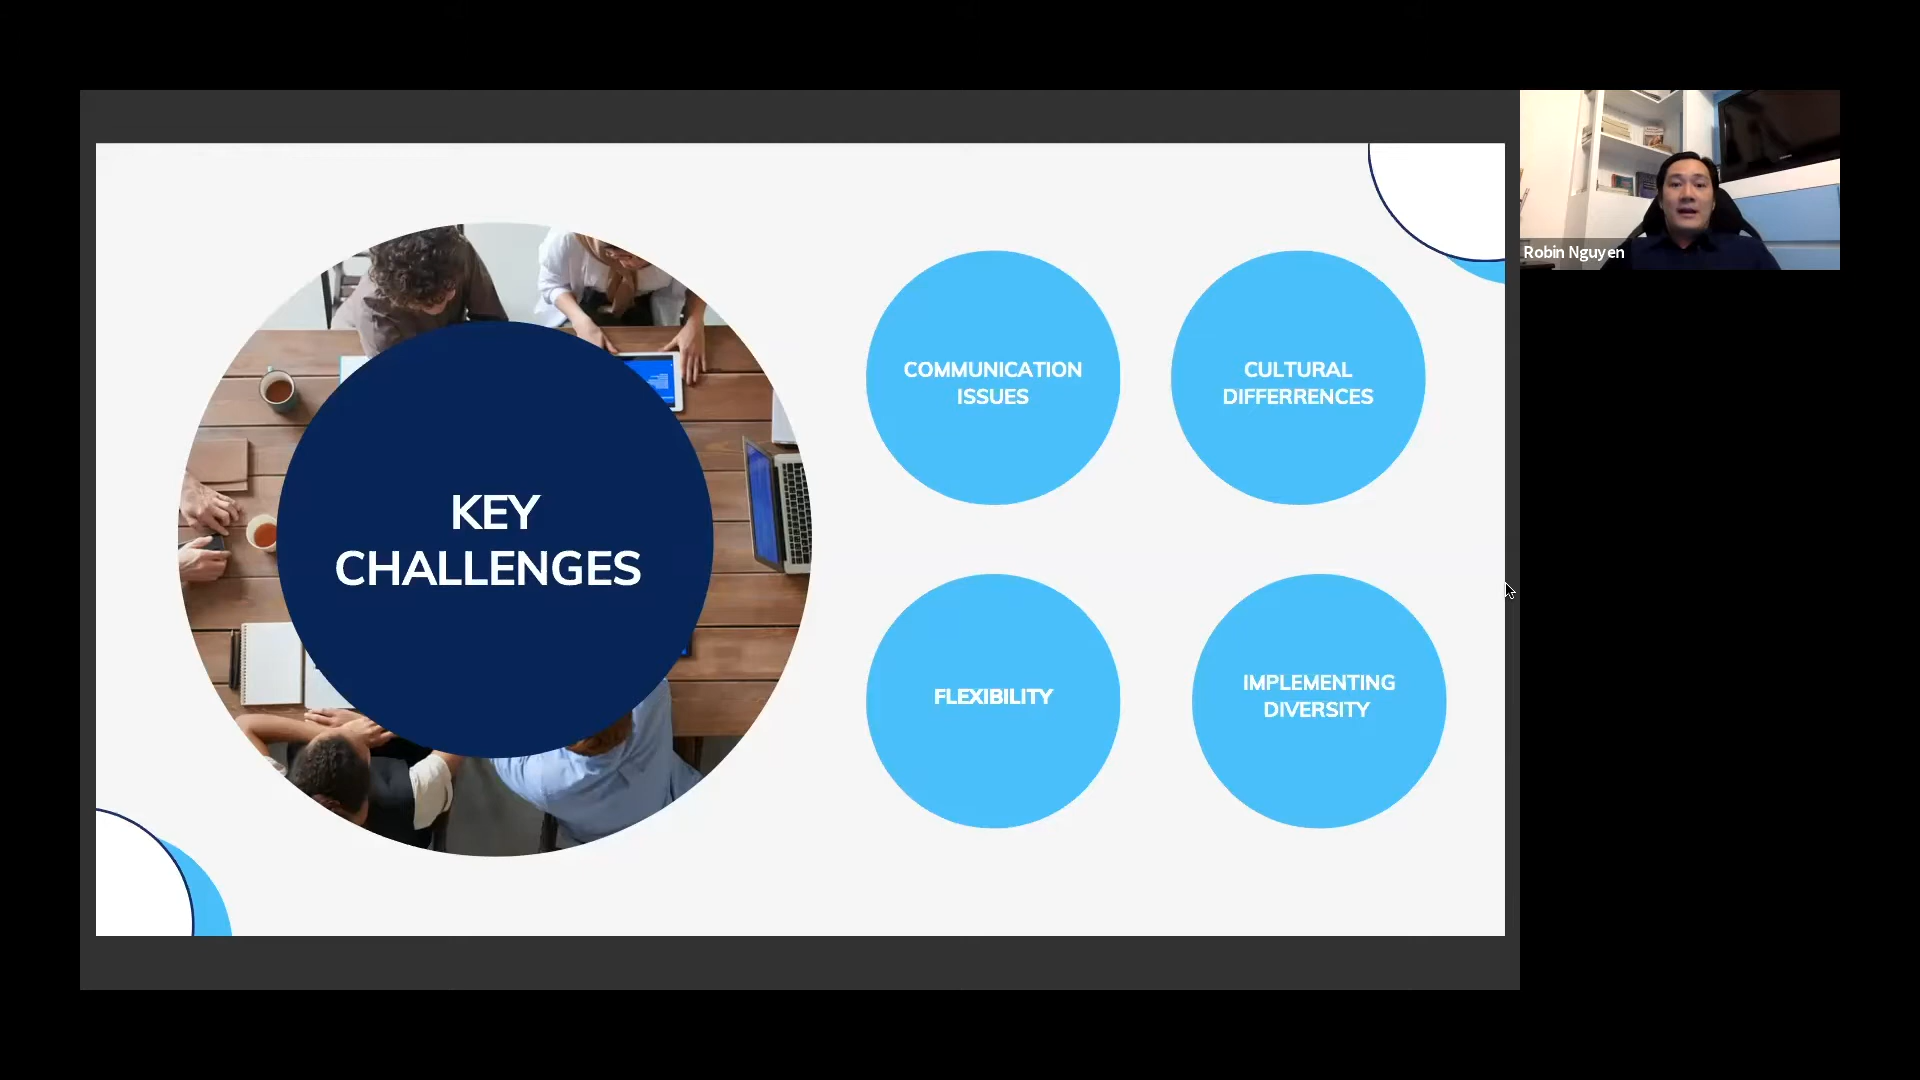 KEY
CHALLENGES
COMMUNICATION
ISSUES
CULTURAL
DIFFERRENCES
FLEXIBILITY
IMPLEMENTING
DIVERSITY
Robin Nguyen